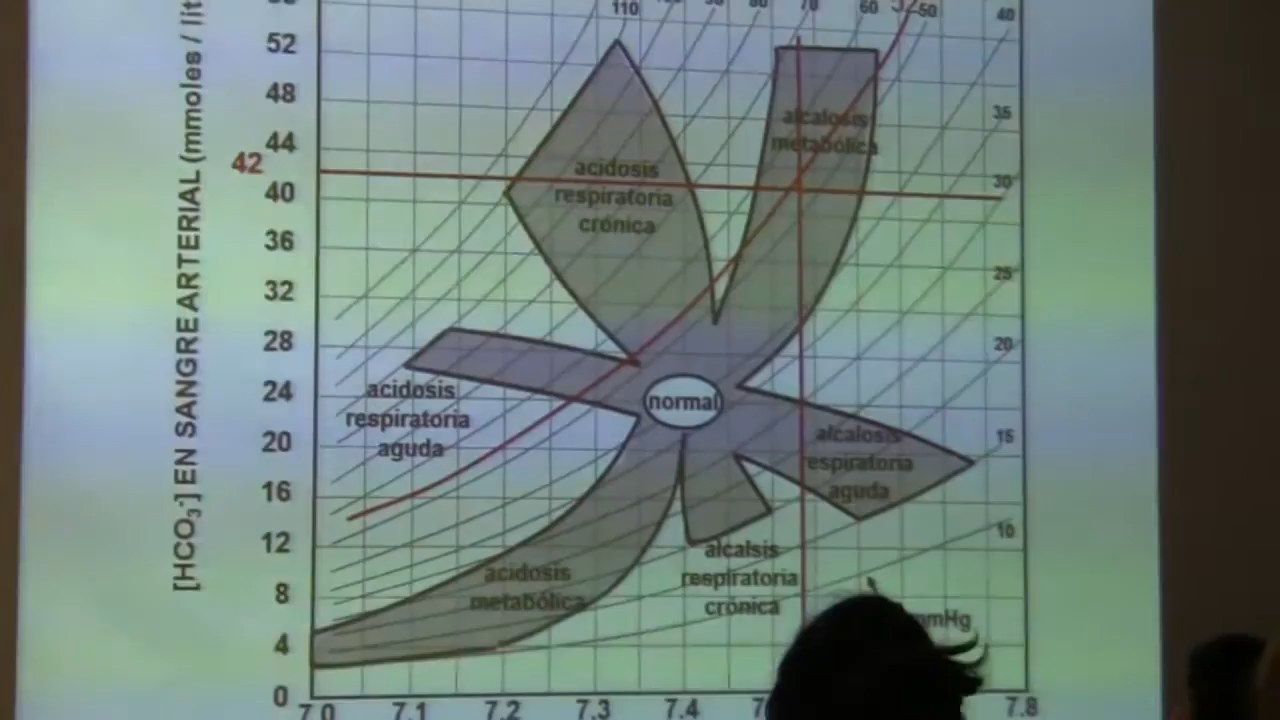 110
80
70
60
52
50
40
[HCO3-] EN SANGRE ARTERIAL (mmoles / lit
52
48
44
42
40
36
32
28
24
20
16
12
8
4
0
35
30
25
20
15
10
alcalosis
metabólica
acidosis
respiratoria
crónica
acidosis
respiratoria
aguda
normal
alcalosis
espiratoria
aguda
alcalsis
respiratoria
crónica
acidosis
metabólica
mmHg
7.0
7.1
7.2
7.3
7.4
7.8